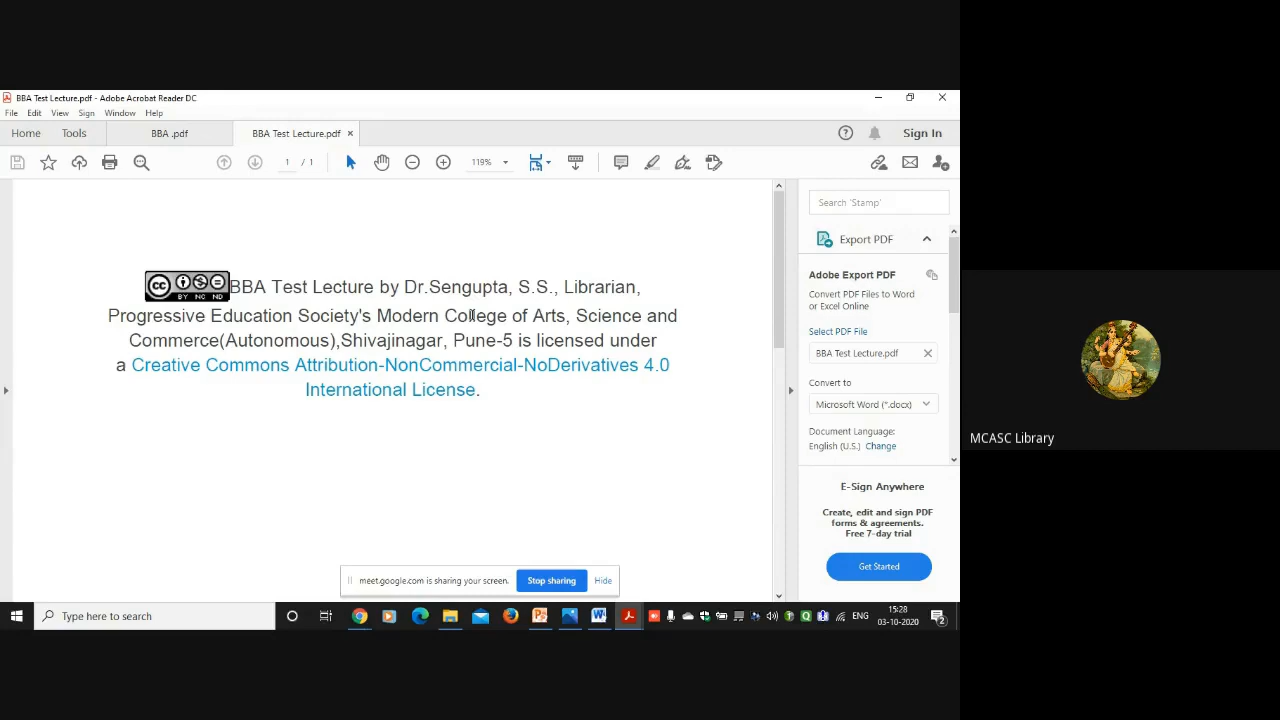 BBA Test Lecture.pdf - Adobe Acrobat Reader DC
File Edit View Sign Window Help
Home Tools BBA .pdf BBA Test Lecture.pdf ×
Sign In
1 / 1 119%
Search 'Stamp'
Export PDF
Adobe Export PDF
Convert PDF Files to Word
or Excel Online
Select PDF File
BBA Test Lecture.pdf
Convert to
Microsoft Word (*.docx)
Document Language:
English (U.S.) Change
E-Sign Anywhere
Create, edit and sign PDF
forms & agreements.
Free 7-day trial
Get Started
CC BY NC ND
BBA Test Lecture by Dr.Sengupta, S.S., Librarian,
Progressive Education Society's Modern College of Arts, Science and
Commerce(Autonomous),Shivajinagar, Pune-5 is licensed under
a Creative Commons Attribution-NonCommercial-NoDerivatives 4.0
International License.
meet.google.com is sharing your screen. Stop sharing Hide
Type here to search
ENG
15:28
03-10-2020
2
MCASC Library